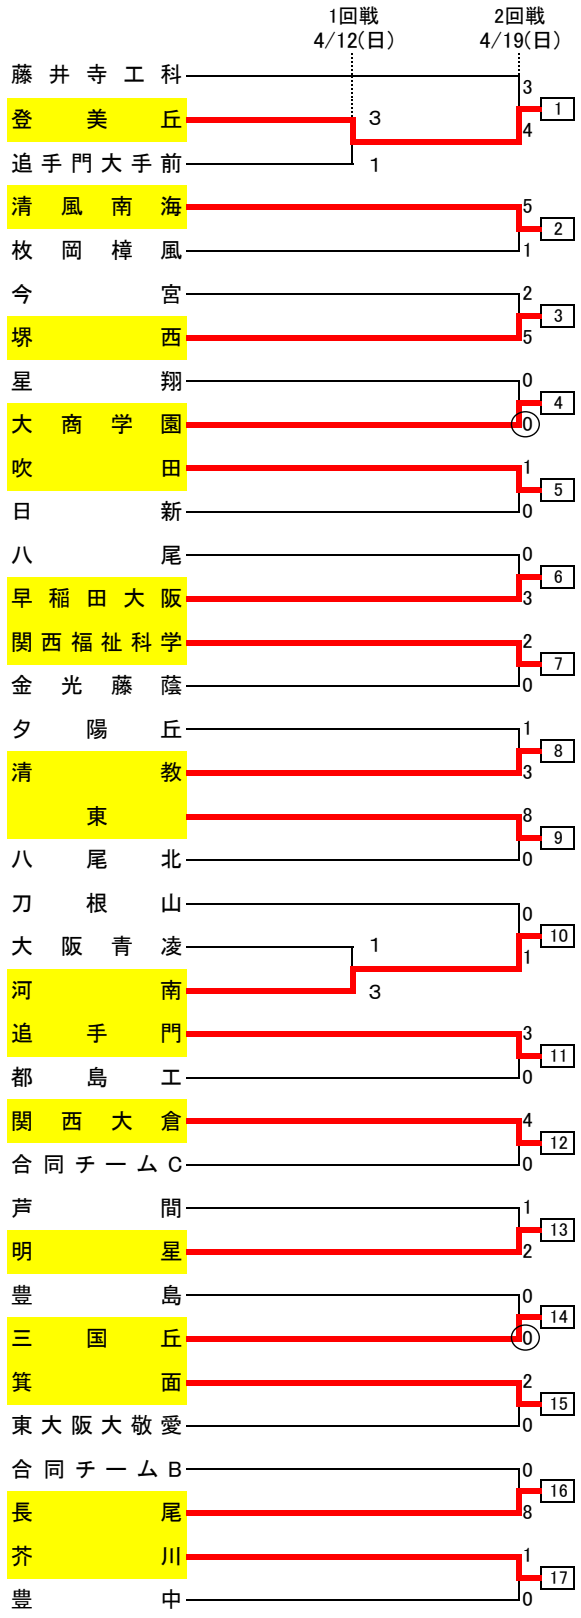 1回戦 2回戦
4/12(日) 4/19(日)
藤井寺工科
3
1
登美丘 3
4
追手門大手前 1
清風南海 5
2
枚岡樟風 1
今宮 2
3
堺西 5
星翔 0
4
大商学園 0
吹田 1
5
日新 0
八尾 0
6
早稲田大阪 3
関西福祉科学 2
7
金光藤蔭 0
夕陽丘 1
8
清教 3
東 8
9
八尾北 0
刀根山 0
10
大阪青凌 1
1
河南 3
追手門 3
11
都島工 0
関西大倉 4
12
合同チームC 0
芦間 1
13
明星 2
豊島 0
14
三国丘 0
箕面 2
15
東大阪大敬愛 0
合同チームB 0
16
長尾 8
芥川 1
17
豊中 0